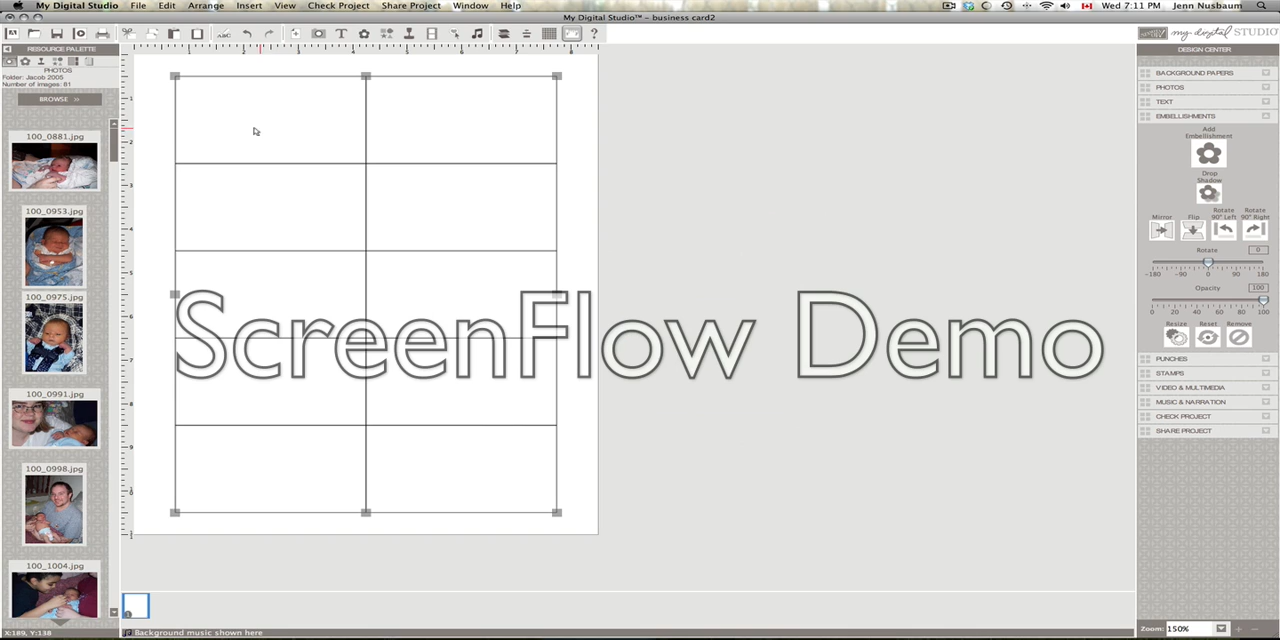 My Digital Studio File Edit Arrange Insert View Check Project Share Project Window Help
Wed 7:11 PM Jenn Nusbaum
My Digital Studio™ – business card2
my digital STUDIO
RESOURCE PALETTE
PHOTOS
Folder: Jacob 2005
Number of Images: 81
BROWSE >>
100_0881.jpg
100_0953.jpg
100_0975.jpg
100_0991.jpg
100_0998.jpg
100_1004.jpg
ScreenFlow Demo
DESIGN CENTER
BACKGROUND PAPERS
PHOTOS
TEXT
EMBELLISHMENTS
Add
Embellishment
Drop
Shadow
Mirror Flip Rotate 90° Left Rotate 90° Right
Rotate 0
-180 -90 0 90 180
Opacity 100
0 20 40 60 80 100
Resize Reset Remove
PUNCHES
STAMPS
VIDEO & MULTIMEDIA
MUSIC & NARRATION
CHECK PROJECT
SHARE PROJECT
X:189, Y:138
Background music shown here
Zoom: 150%